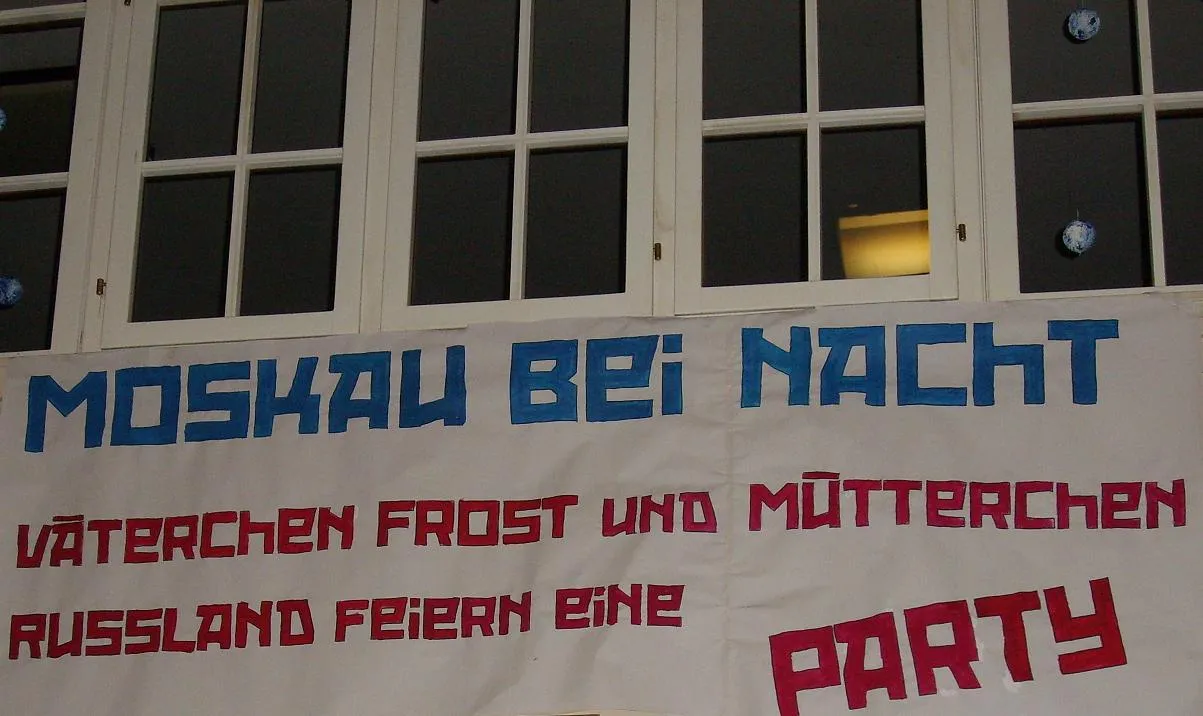 MOSKAU BEi NACHT
VÄTERCHEN FROST UND MÜTTERCHEN
RUSSLAND FEiERN EiNE PARTY